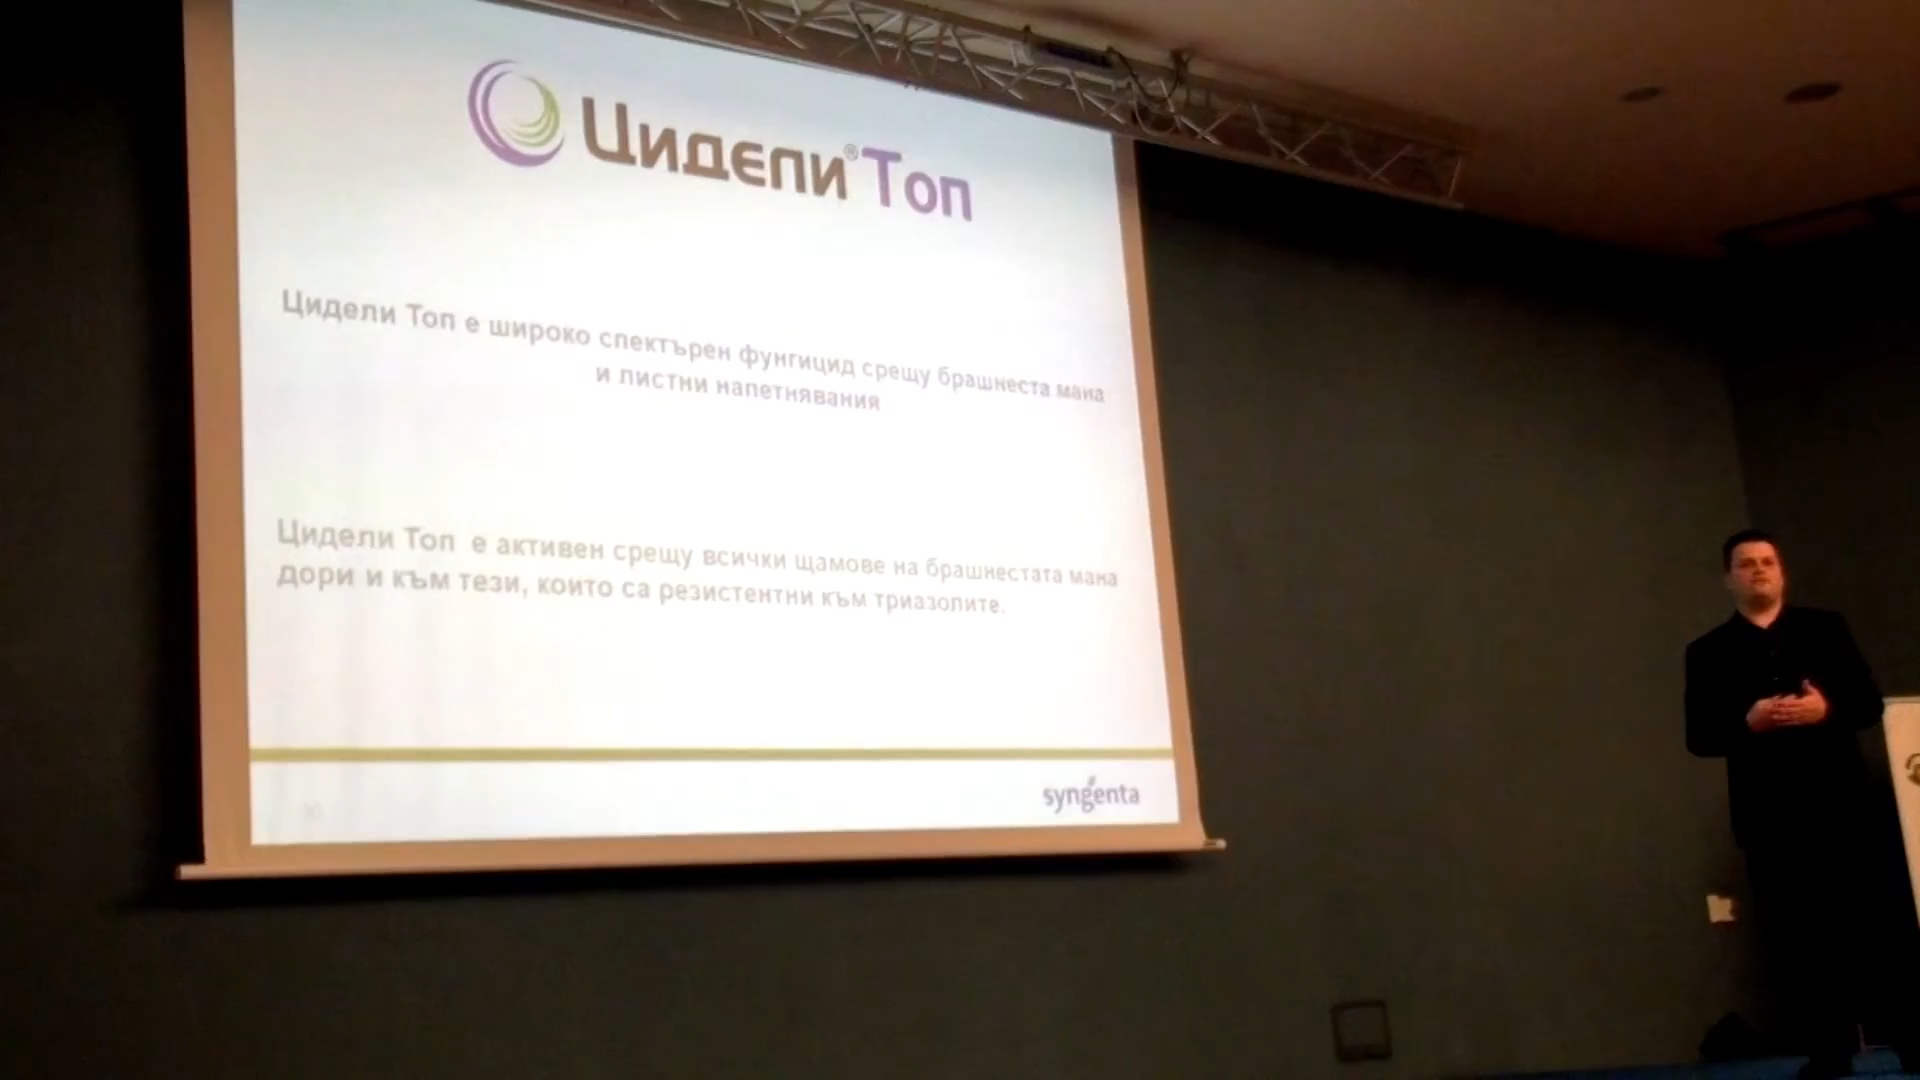 Цидели® Топ
Цидели Топ е широко спектърен фунгицид срещу брашнеста мана
и листни напетнявания
Цидели Топ е активен срещу всички щамове на брашнестата мана
дори и към тези, които са резистентни към триазолите.
syngenta